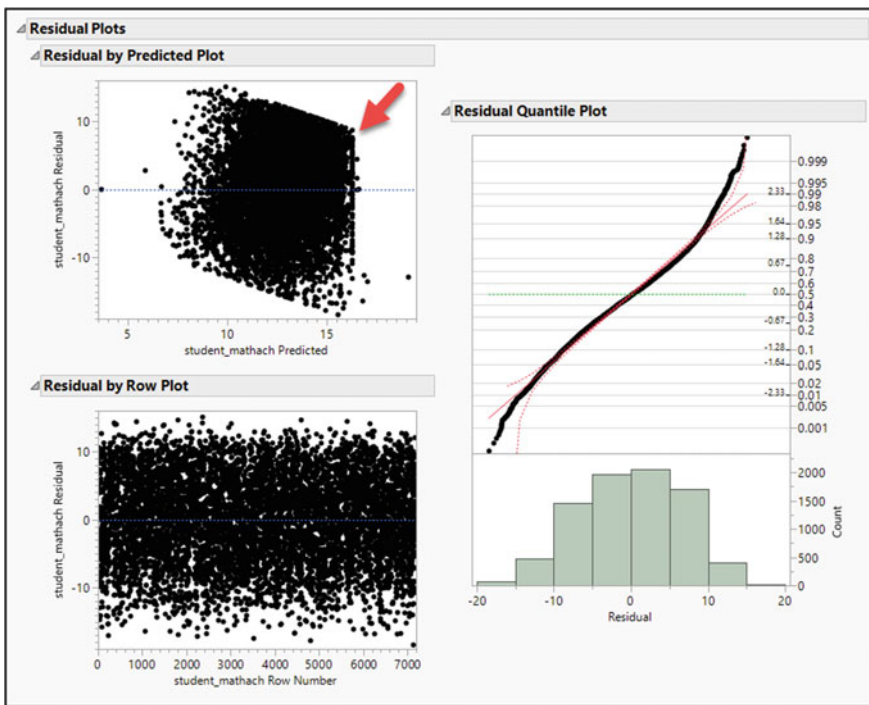 Residual Plots
Residual by Predicted Plot
student_mathach Residual
10
0
-10
5 10 15
student_mathach Predicted
Residual by Row Plot
student_mathach Residual
10
0
-10
0 1000 2000 3000 4000 5000 6000 7000
student_mathach Row Number
Residual Quantile Plot
0.999
0.995
2.33 0.99
0.98
1.64 0.95
1.28 0.9
0.8
0.67 0.7
0.6
0.0 0.5
0.4
0.3
-0.67 0.2
-1.28 0.1
-1.64 0.05
0.02
-2.33 0.01
0.005
0.001
2000
1500
1000
500
0
Count
-20 -10 0 10 20
Residual